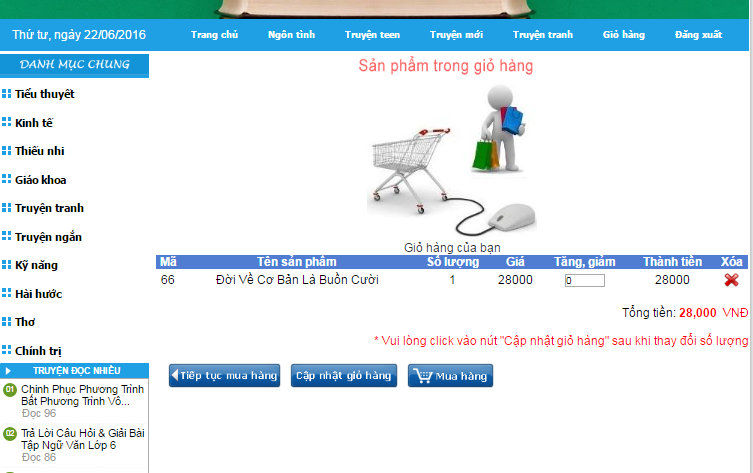 Thứ tư, ngày 22/06/2016
Trang chủ Ngôn tình Truyện teen Truyện mới Truyện tranh Giỏ hàng Đăng xuất
DANH MỤC CHUNG
Tiểu thuyết
Kinh tế
Thiếu nhi
Giáo khoa
Truyện tranh
Truyện ngắn
Kỹ năng
Hài hước
Thơ
Chính trị
TRUYỆN ĐỌC NHIỀU
01 Chinh Phục Phương Trình
Bất Phương Trình Vô...
Đọc 96
02 Trả Lời Câu Hỏi & Giải Bài
Tập Ngữ Văn Lớp 6
Đọc 86
Sản phẩm trong giỏ hàng
Giỏ hàng của bạn
Mã Tên sản phẩm Số lượng Giá Tăng, giảm Thành tiền Xóa
66 Đời Về Cơ Bản Là Buồn Cười 1 28000 0 28000
Tổng tiền: 28,000 VNĐ
* Vui lòng click vào nút "Cập nhật giỏ hàng" sau khi thay đổi số lượng
Tiếp tục mua hàng Cập nhật giỏ hàng Mua hàng